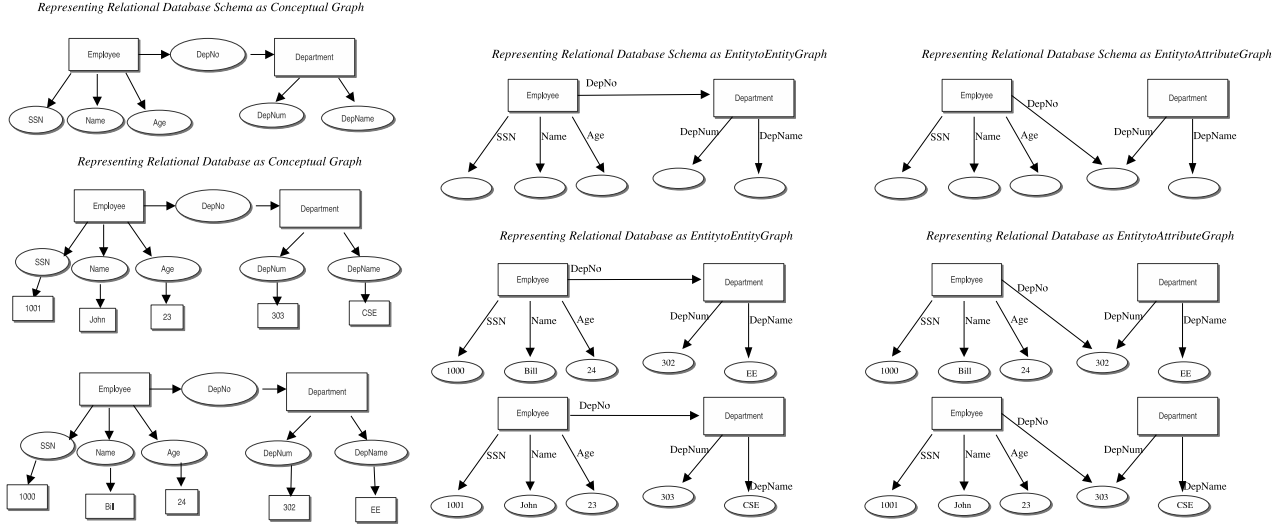 Representing Relational Database Schema as Conceptual Graph
Employee
DepNo
Department
SSN
Name
Age
DepNum
DepName
Representing Relational Database as Conceptual Graph
Employee
DepNo
Department
SSN
Name
Age
DepNum
DepName
1001
John
23
303
CSE
Employee
DepNo
Department
SSN
Name
Age
DepNum
DepName
1000
Bill
24
302
EE
Representing Relational Database Schema as EntitytoEntityGraph
DepNo
Employee
Department
SSN
Name
Age
DepNum
DepName
Representing Relational Database as EntitytoEntityGraph
DepNo
Employee
Department
SSN
Name
Age
DepNum
DepName
1000
Bill
24
302
EE
Employee
DepNo
Department
SSN
Name
Age
DepNum
DepName
1001
John
23
303
CSE
Representing Relational Database Schema as EntitytoAttributeGraph
Employee
DepNo
Department
SSN
Name
Age
DepNum
DepName
Representing Relational Database as EntitytoAttributeGraph
Employee
DepNo
Department
SSN
Name
Age
DepNum
DepName
1000
Bill
24
302
EE
Employee
DepNo
Department
SSN
Name
Age
DepNum
DepName
1001
John
23
303
CSE